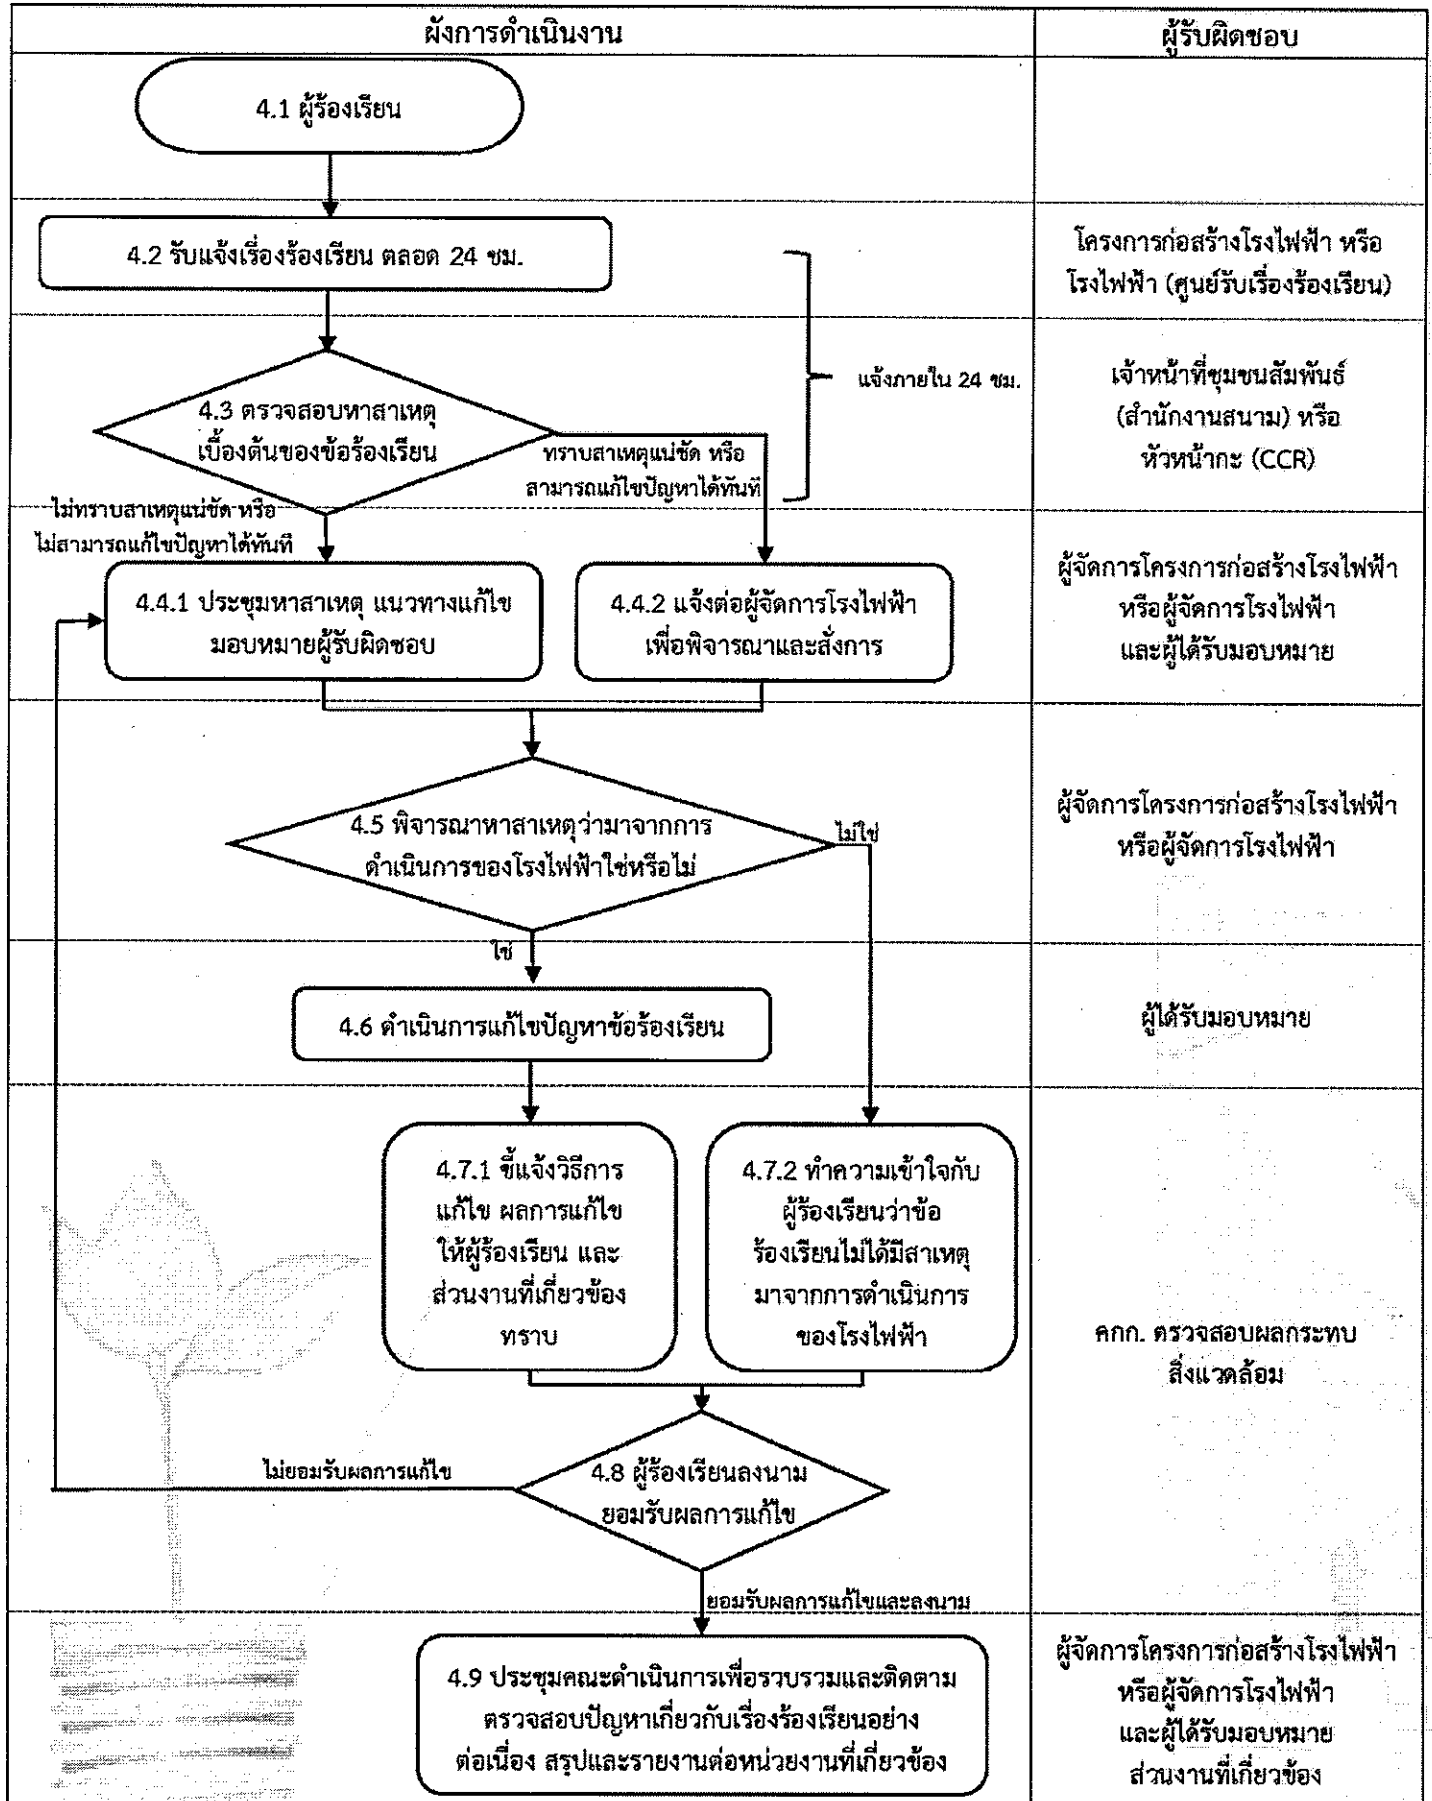 ผังการดำเนินงาน
ผู้รับผิดชอบ
4.1 ผู้ร้องเรียน
4.2 รับแจ้งเรื่องร้องเรียน ตลอด 24 ชม.
โครงการก่อสร้างโรงไฟฟ้า หรือ
โรงไฟฟ้า (ศูนย์รับเรื่องร้องเรียน)
แจ้งภายใน 24 ชม.
4.3 ตรวจสอบหาสาเหตุ
เบื้องต้นของข้อร้องเรียน
เจ้าหน้าที่ชุมชนสัมพันธ์
(สำนักงานสนาม) หรือ
หัวหน้ากะ (CCR)
ทราบสาเหตุแน่ชัด หรือ
สามารถแก้ไขปัญหาได้ทันที
ไม่ทราบสาเหตุแน่ชัด หรือ
ไม่สามารถแก้ไขปัญหาได้ทันที
4.4.1 ประชุมหาสาเหตุ แนวทางแก้ไข
มอบหมายผู้รับผิดชอบ
4.4.2 แจ้งต่อผู้จัดการโรงไฟฟ้า
เพื่อพิจารณาและสั่งการ
ผู้จัดการโครงการก่อสร้างโรงไฟฟ้า
หรือผู้จัดการโรงไฟฟ้า
และผู้ได้รับมอบหมาย
4.5 พิจารณาหาสาเหตุว่ามาจากการ
ดำเนินการของโรงไฟฟ้าใช่หรือไม่
ไม่ใช่
ผู้จัดการโครงการก่อสร้างโรงไฟฟ้า
หรือผู้จัดการโรงไฟฟ้า
ใช่
4.6 ดำเนินการแก้ไขปัญหาข้อร้องเรียน
ผู้ได้รับมอบหมาย
4.7.1 ชี้แจงวิธีการ
แก้ไข ผลการแก้ไข
ให้ผู้ร้องเรียน และ
ส่วนงานที่เกี่ยวข้อง
ทราบ
4.7.2 ทำความเข้าใจกับ
ผู้ร้องเรียนว่าข้อ
ร้องเรียนไม่ได้มีสาเหตุ
มาจากการดำเนินการ
ของโรงไฟฟ้า
คกก. ตรวจสอบผลกระทบ
สิ่งแวดล้อม
ไม่ยอมรับผลการแก้ไข
4.8 ผู้ร้องเรียนลงนาม
ยอมรับผลการแก้ไข
ยอมรับผลการแก้ไขและลงนาม
4.9 ประชุมคณะดำเนินการเพื่อรวบรวมและติดตาม
ตรวจสอบปัญหาเกี่ยวกับเรื่องร้องเรียนอย่าง
ต่อเนื่อง สรุปและรายงานต่อหน่วยงานที่เกี่ยวข้อง
ผู้จัดการโครงการก่อสร้างโรงไฟฟ้า
หรือผู้จัดการโรงไฟฟ้า
และผู้ได้รับมอบหมาย
ส่วนงานที่เกี่ยวข้อง